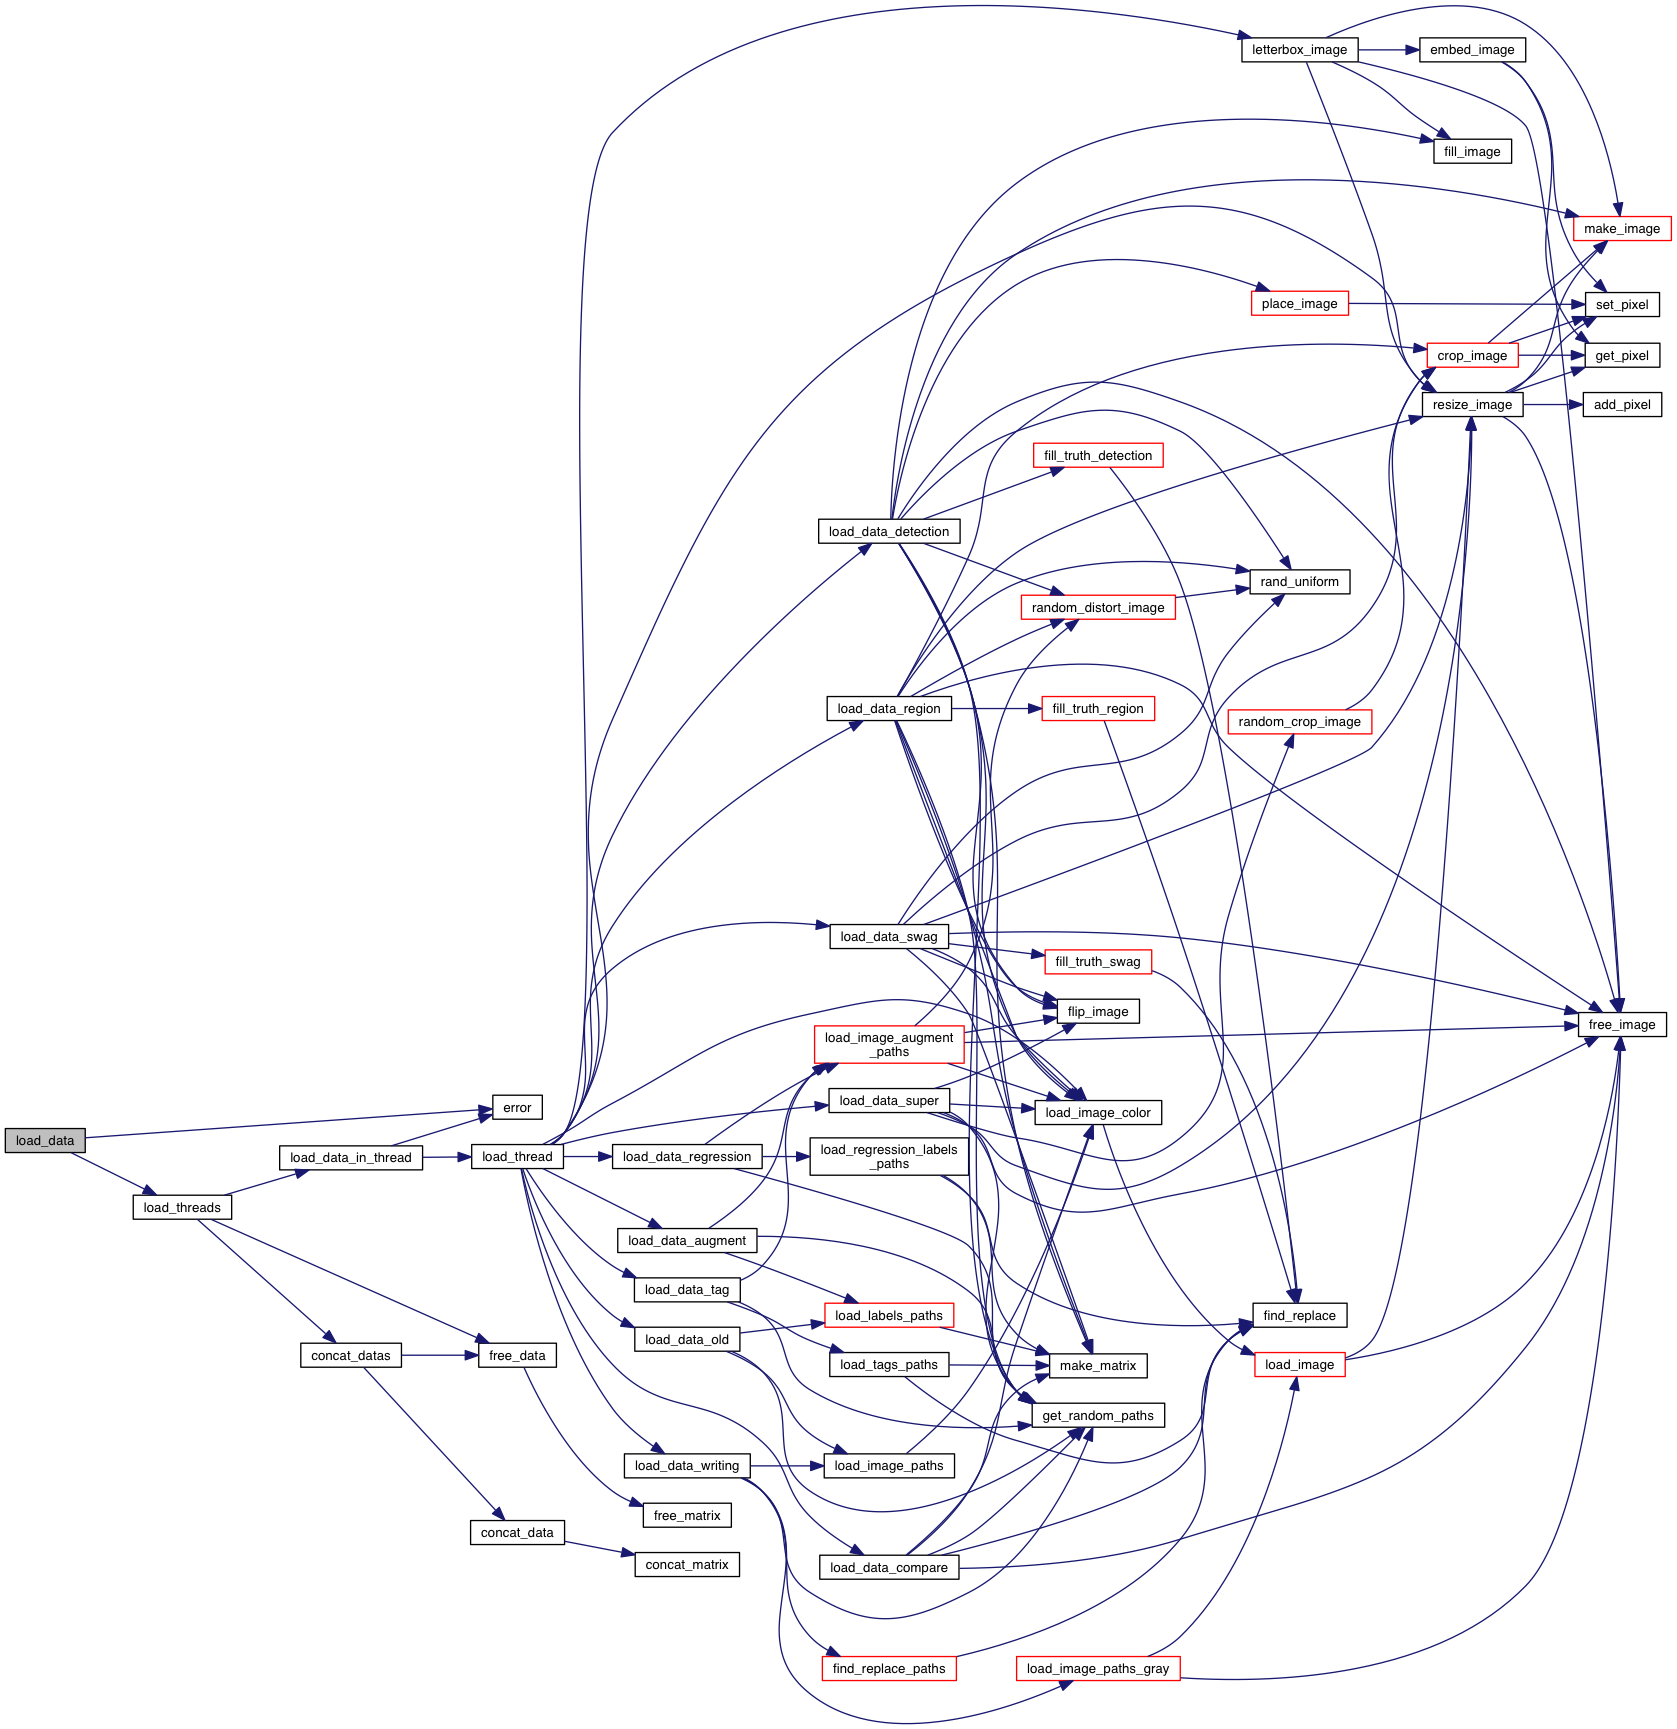 letterbox_image
embed_image
fill_image
make_image
place_image
set_pixel
crop_image
get_pixel
resize_image
add_pixel
fill_truth_detection
load_data_detection
rand_uniform
random_distort_image
load_data_region
fill_truth_region
random_crop_image
load_data_swag
fill_truth_swag
flip_image
free_image
load_image_augment
_paths
load_data_super
load_image_color
error
load_data
load_data_in_thread
load_thread
load_data_regression
load_regression_labels
_paths
load_threads
load_data_augment
load_data_tag
load_labels_paths
find_replace
load_data_old
concat_datas
free_data
load_tags_paths
make_matrix
load_image
get_random_paths
load_data_writing
load_image_paths
free_matrix
concat_data
concat_matrix
load_data_compare
find_replace_paths
load_image_paths_gray